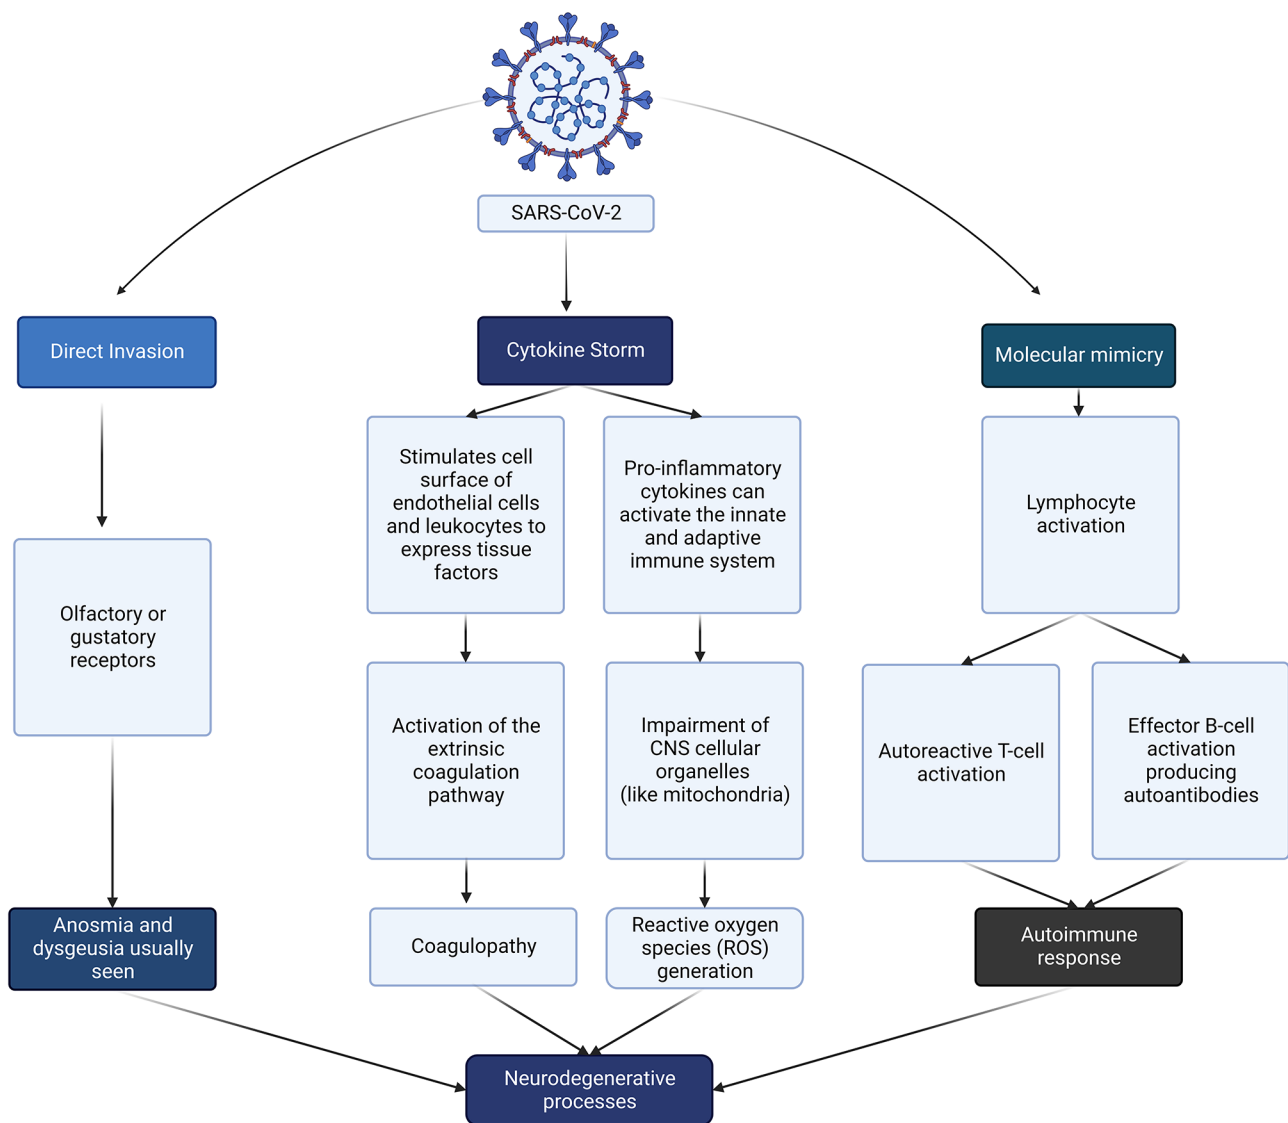 SARS-CoV-2
Direct Invasion
Cytokine Storm
Molecular mimicry
Stimulates cell
surface of
endothelial cells
and leukocytes to
express tissue
factors
Pro-inflammatory
cytokines can
activate the innate
and adaptive
immune system
Lymphocyte
activation
Olfactory or
gustatory
receptors
Activation of the
extrinsic
coagulation
pathway
Impairment of
CNS cellular
organelles
(like mitochondria)
Autoreactive T-cell
activation
Effector B-cell
activation
producing
autoantibodies
Anosmia and
dysgeusia usually
seen
Coagulopathy
Reactive oxygen
species (ROS)
generation
Autoimmune
response
Neurodegenerative
processes